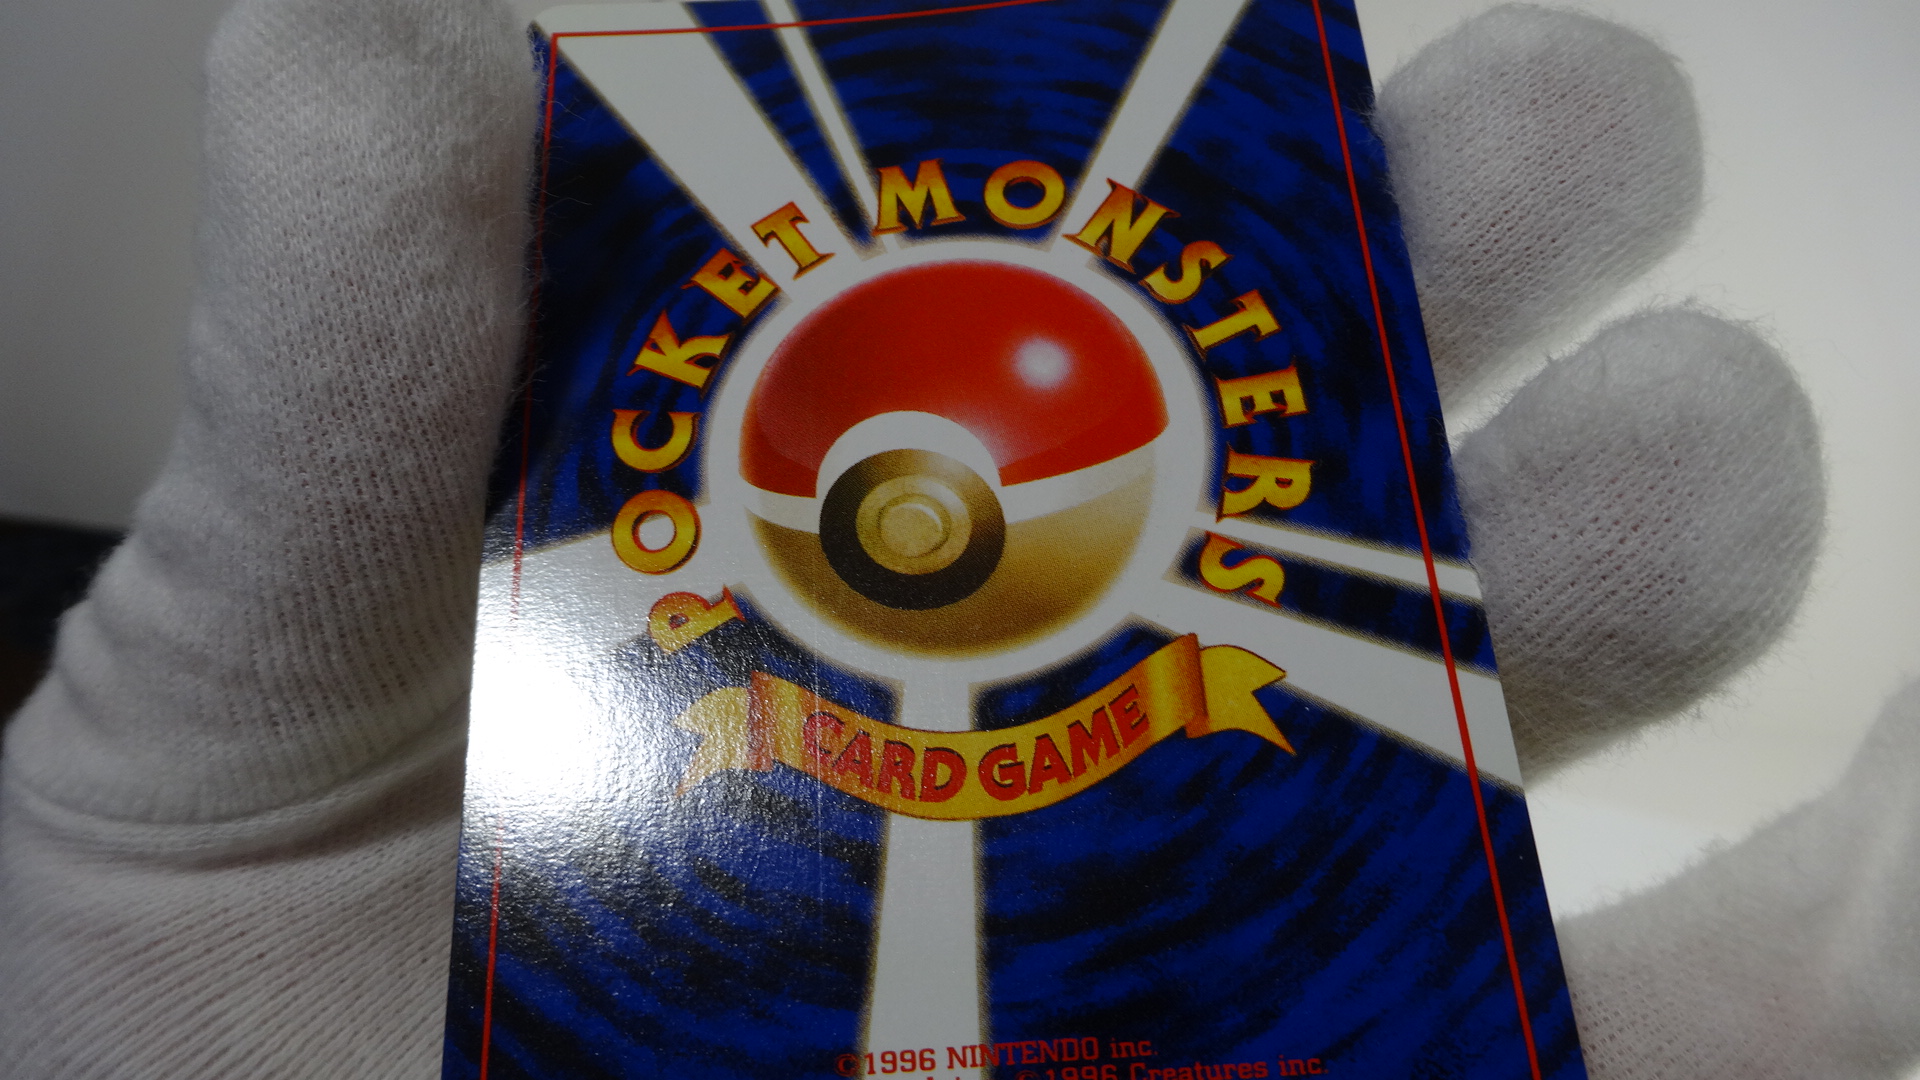 POCKET MONSTERS
CARD GAME
©1996 NINTENDO inc.
©1996 Creatures inc.